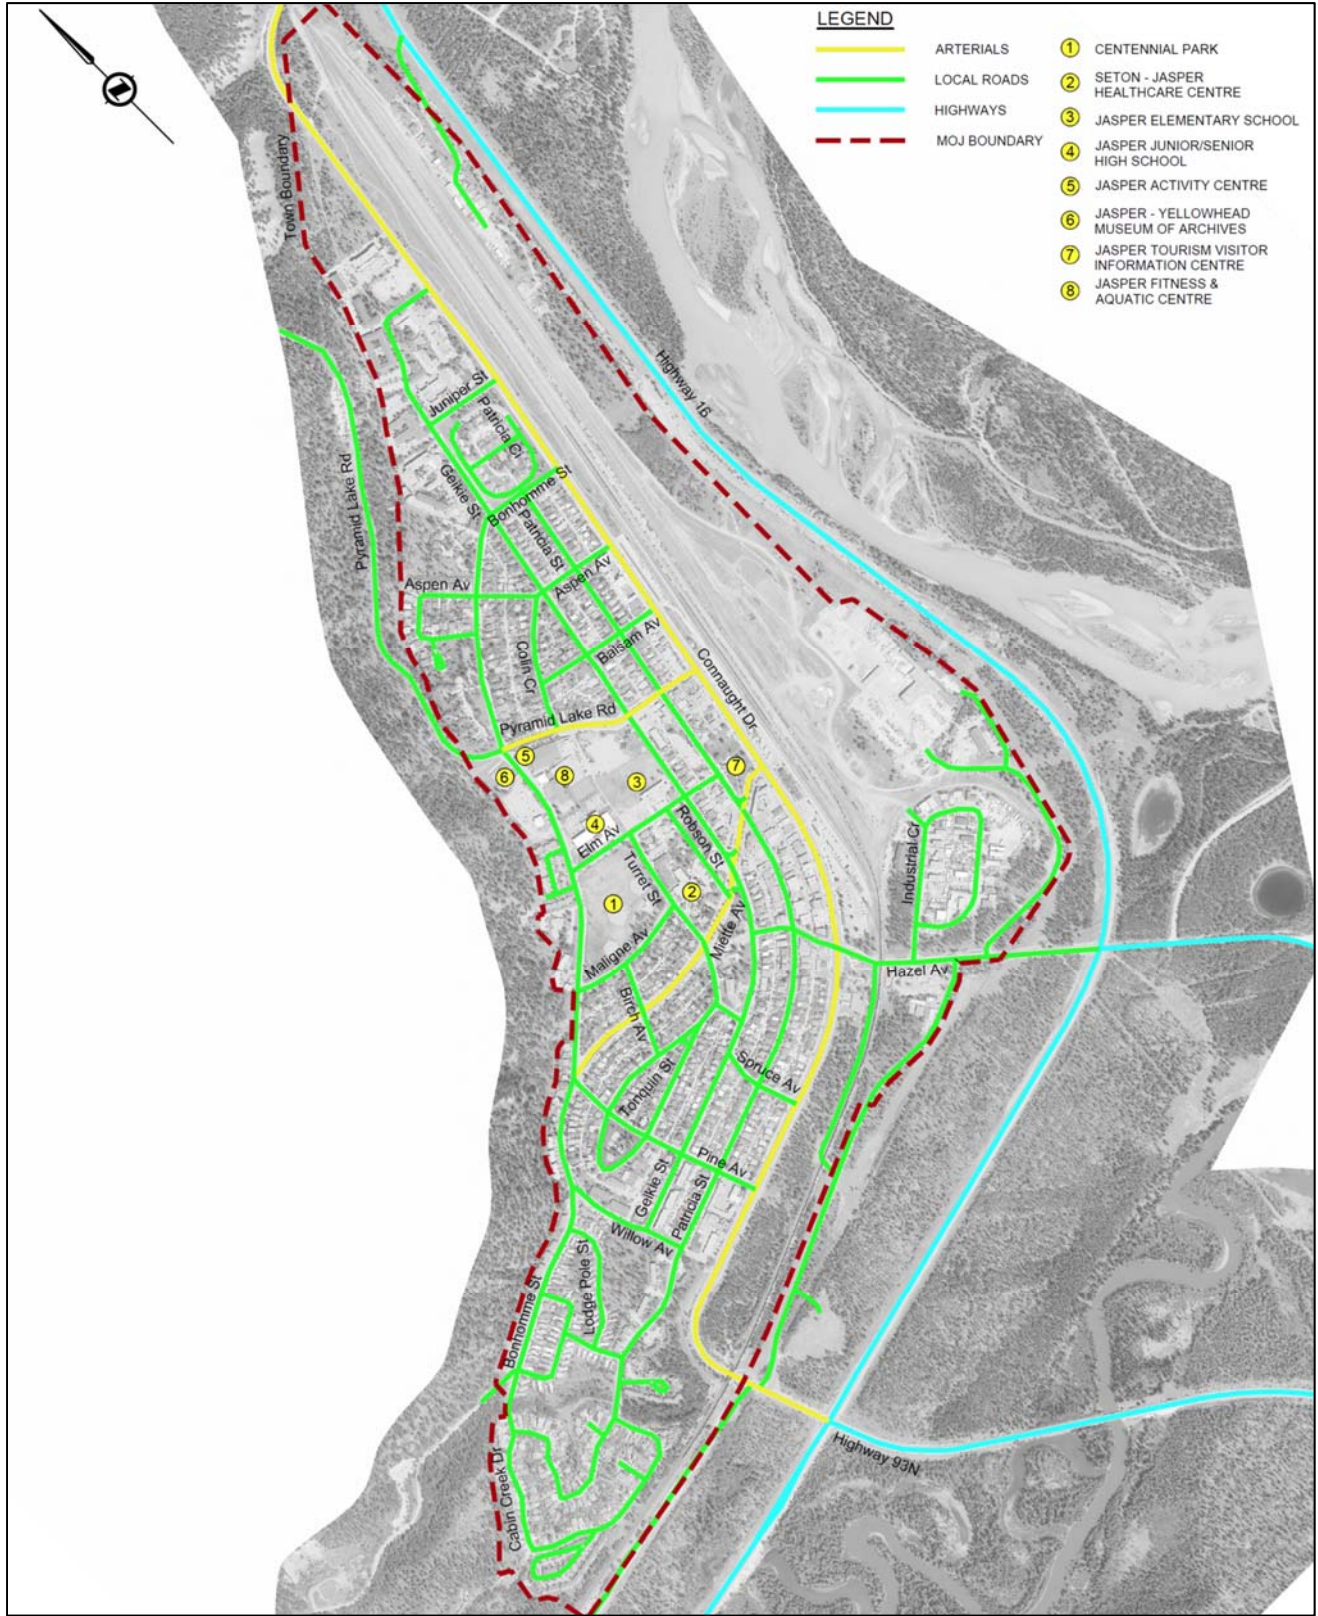 LEGEND
ARTERIALS
LOCAL ROADS
HIGHWAYS
MOJ BOUNDARY
1 CENTENNIAL PARK
2 SETON - JASPER
HEALTHCARE CENTRE
3 JASPER ELEMENTARY SCHOOL
4 JASPER JUNIOR/SENIOR
HIGH SCHOOL
5 JASPER ACTIVITY CENTRE
6 JASPER - YELLOWHEAD
MUSEUM OF ARCHIVES
7 JASPER TOURISM VISITOR
INFORMATION CENTRE
8 JASPER FITNESS &
AQUATIC CENTRE
N
Town Boundary
Highway 16
Juniper St
Patricia Cr
Pyramid Lake Rd
Geikie St
Bonhomme St
Patricia St
Aspen Av
Aspen Av
Balsam Av
Colin Cr
Connaught Dr
Pyramid Lake Rd
5
7
6
8
3
4
Elm Av
Robson St
Industrial Cr
Turret St
2
1
Miette Av
Maligne Av
Hazel Av
Birch Av
Spruce Av
Tonquin St
Pine Av
Geikie St
Patricia St
Willow Av
Lodge Pole St
Bonhomme St
Highway 93N
Cabin Creek Dr